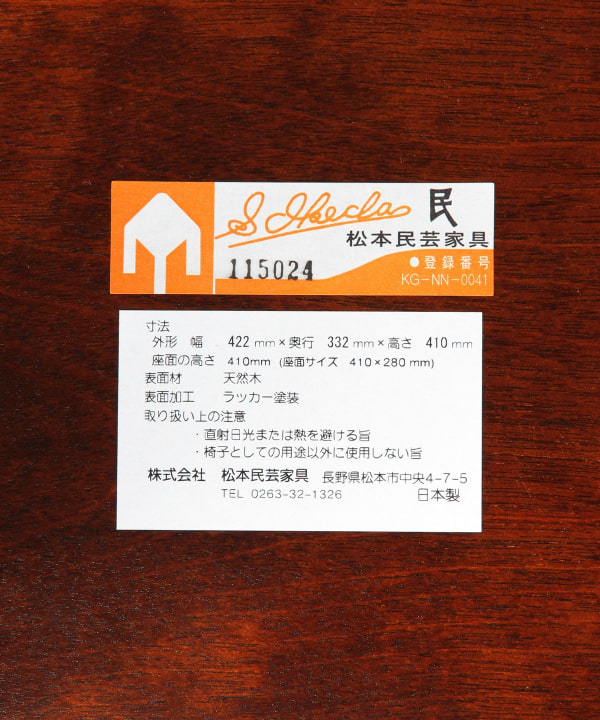 S Ikeda 民
松本民芸家具
115024
●登録番号
KG-NN-0041
寸法
外形 幅 422 mm × 奥行 332 mm × 高さ 410 mm
座面の高さ 410mm (座面サイズ 410 × 280 mm)
表面材 天然木
表面加工 ラッカー塗装
取り扱い上の注意
・直射日光または熱を避ける旨
・椅子としての用途以外に使用しない旨
株式会社 松本民芸家具 長野県松本市中央4-7-5
TEL 0263-32-1326 日本製